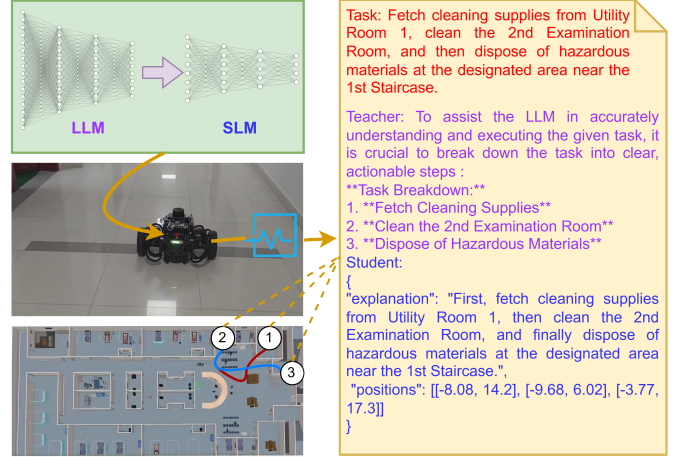 LLM
SLM
2
1
3
Task: Fetch cleaning supplies from Utility
Room 1, clean the 2nd Examination
Room, and then dispose of hazardous
materials at the designated area near the
1st Staircase.
Teacher: To assist the LLM in accurately
understanding and executing the given task, it
is crucial to break down the task into clear,
actionable steps :
**Task Breakdown:**
1. **Fetch Cleaning Supplies**
2. **Clean the 2nd Examination Room**
3. **Dispose of Hazardous Materials**
Student:
{
"explanation": "First, fetch cleaning supplies
from Utility Room 1, then clean the 2nd
Examination Room, and finally dispose of
hazardous materials at the designated area
near the 1st Staircase.",
"positions": [[-8.08, 14.2], [-9.68, 6.02], [-3.77,
17.3]]
}